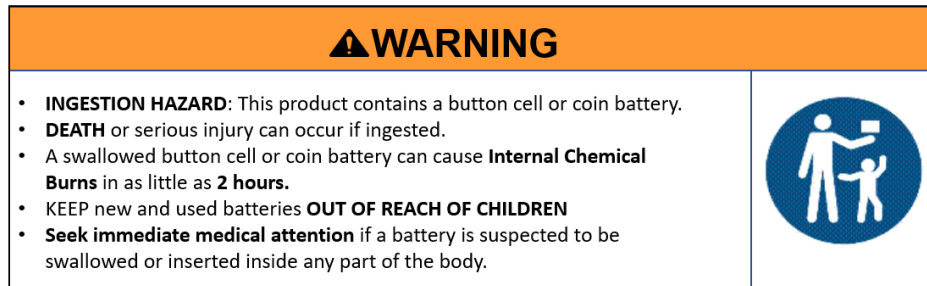 WARNING
• INGESTION HAZARD: This product contains a button cell or coin battery.
• DEATH or serious injury can occur if ingested.
• A swallowed button cell or coin battery can cause Internal Chemical
Burns in as little as 2 hours.
• KEEP new and used batteries OUT OF REACH OF CHILDREN
• Seek immediate medical attention if a battery is suspected to be
swallowed or inserted inside any part of the body.